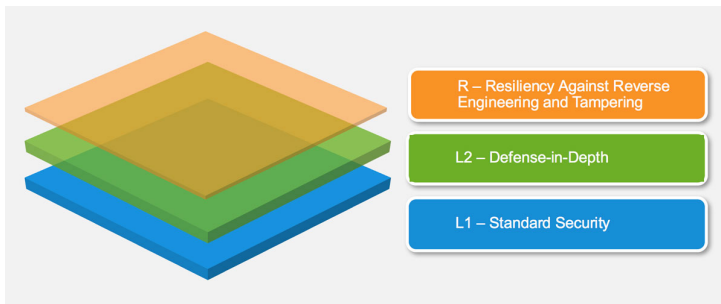 R – Resiliency Against Reverse
Engineering and Tampering
L2 – Defense-in-Depth
L1 – Standard Security